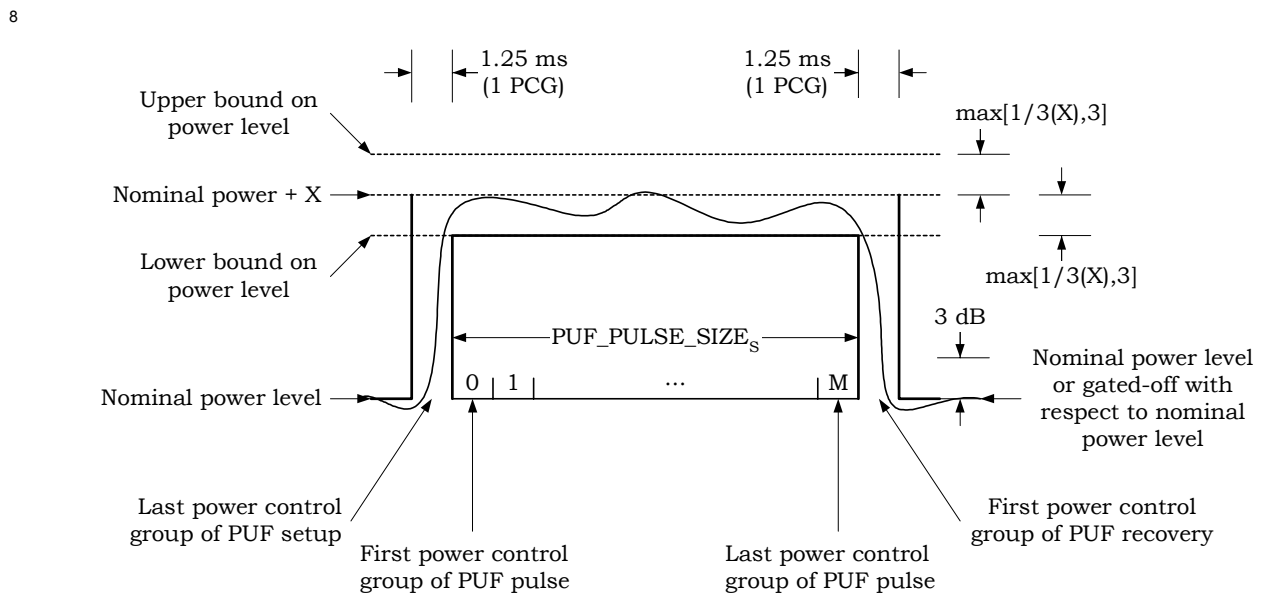 8
1.25 ms
(1 PCG)
1.25 ms
(1 PCG)
Upper bound on
power level
max[1/3(X),3]
Nominal power + X
Lower bound on
power level
max[1/3(X),3]
3 dB
PUF_PULSE_SIZES
Nominal power level
or gated-off with
respect to nominal
power level
0 1 ... M
Nominal power level
Last power control
group of PUF setup
First power control
group of PUF recovery
First power control
group of PUF pulse
Last power control
group of PUF pulse